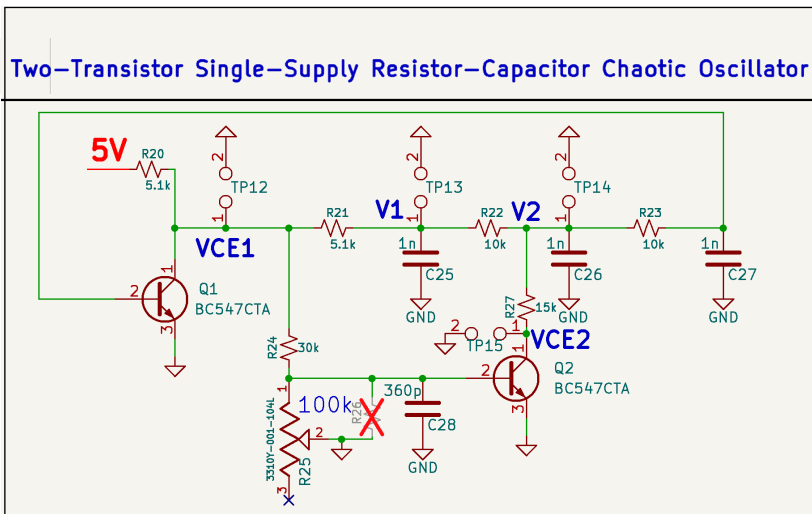 Two-Transistor Single-Supply Resistor-Capacitor Chaotic Oscillator
5V
R20
5.1k
2
TP12
1
2
TP13
1
2
TP14
1
VCE1
R21
5.1k
V1
R22
10k
V2
R23
10k
1n
C25
GND
1n
C26
GND
1n
C27
GND
1
2
3
Q1
BC547CTA
R27
15k
2
TP15
1
VCE2
R24
30k
1
2
3
Q2
BC547CTA
360p
C28
GND
R26
100k
1
2
3
3310Y-001-104L
R25